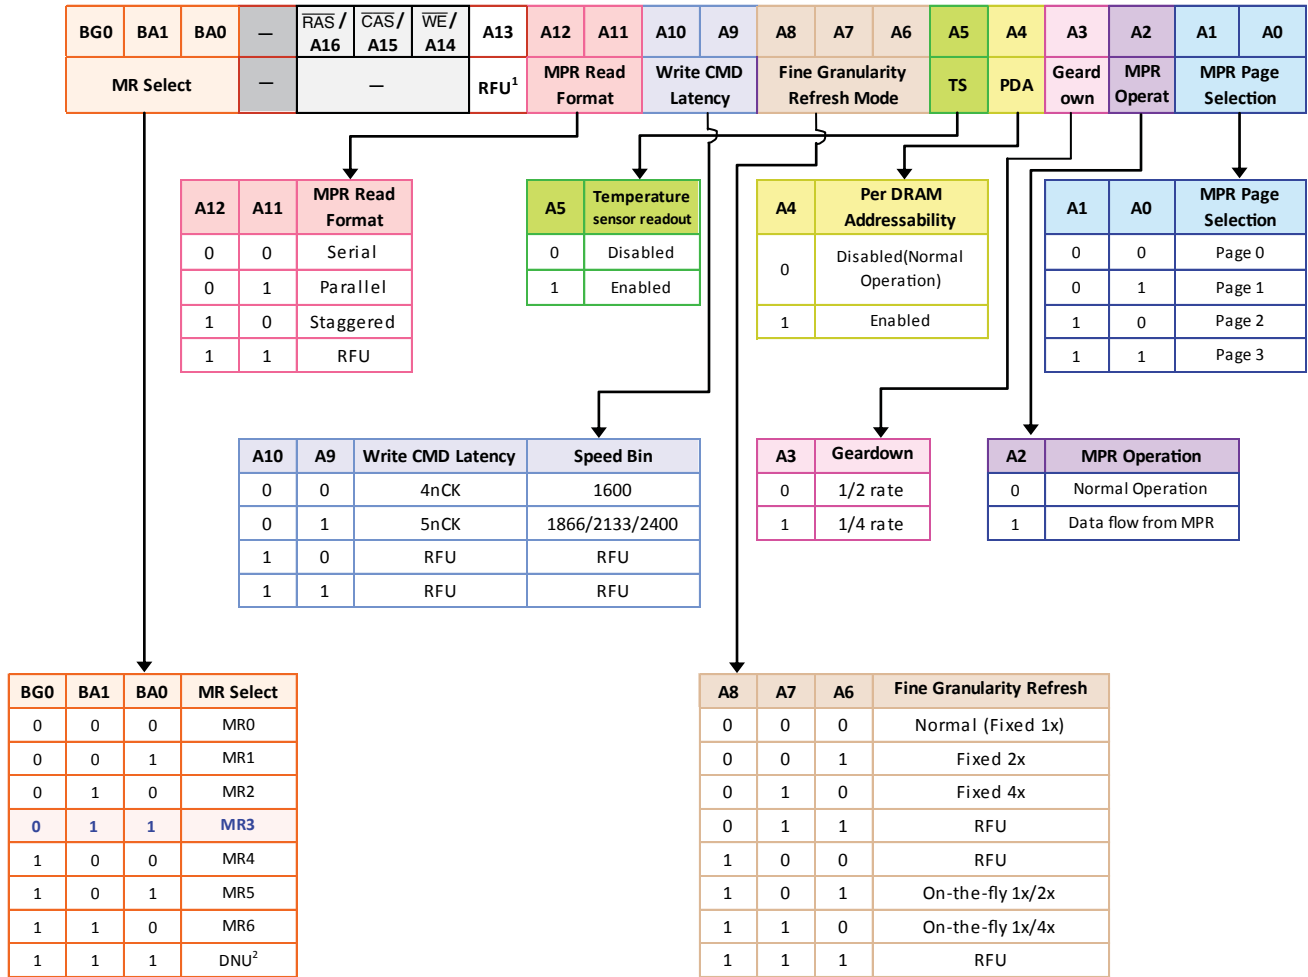 BG0 BA1 BA0 — RAS/ CAS/ WE/ A13 A12 A11 A10 A9 A8 A7 A6 A5 A4 A3 A2 A1 A0
A16 A15 A14
MR Select — — RFU1 MPR Read Write CMD Fine Granularity TS PDA Geard MPR MPR Page
Format Latency Refresh Mode own Operat Selection
A12 A11 MPR Read
Format
0 0 Serial
0 1 Parallel
1 0 Staggered
1 1 RFU
A5 Temperature
sensor readout
0 Disabled
1 Enabled
A4 Per DRAM
Addressability
0 Disabled(Normal
Operation)
1 Enabled
A1 A0 MPR Page
Selection
0 0 Page 0
0 1 Page 1
1 0 Page 2
1 1 Page 3
A10 A9 Write CMD Latency Speed Bin
0 0 4nCK 1600
0 1 5nCK 1866/2133/2400
1 0 RFU RFU
1 1 RFU RFU
A3 Geardown
0 1/2 rate
1 1/4 rate
A2 MPR Operation
0 Normal Operation
1 Data flow from MPR
BG0 BA1 BA0 MR Select
0 0 0 MR0
0 0 1 MR1
0 1 0 MR2
0 1 1 MR3
1 0 0 MR4
1 0 1 MR5
1 1 0 MR6
1 1 1 DNU2
A8 A7 A6 Fine Granularity Refresh
0 0 0 Normal (Fixed 1x)
0 0 1 Fixed 2x
0 1 0 Fixed 4x
0 1 1 RFU
1 0 0 RFU
1 0 1 On-the-fly 1x/2x
1 1 0 On-the-fly 1x/4x
1 1 1 RFU